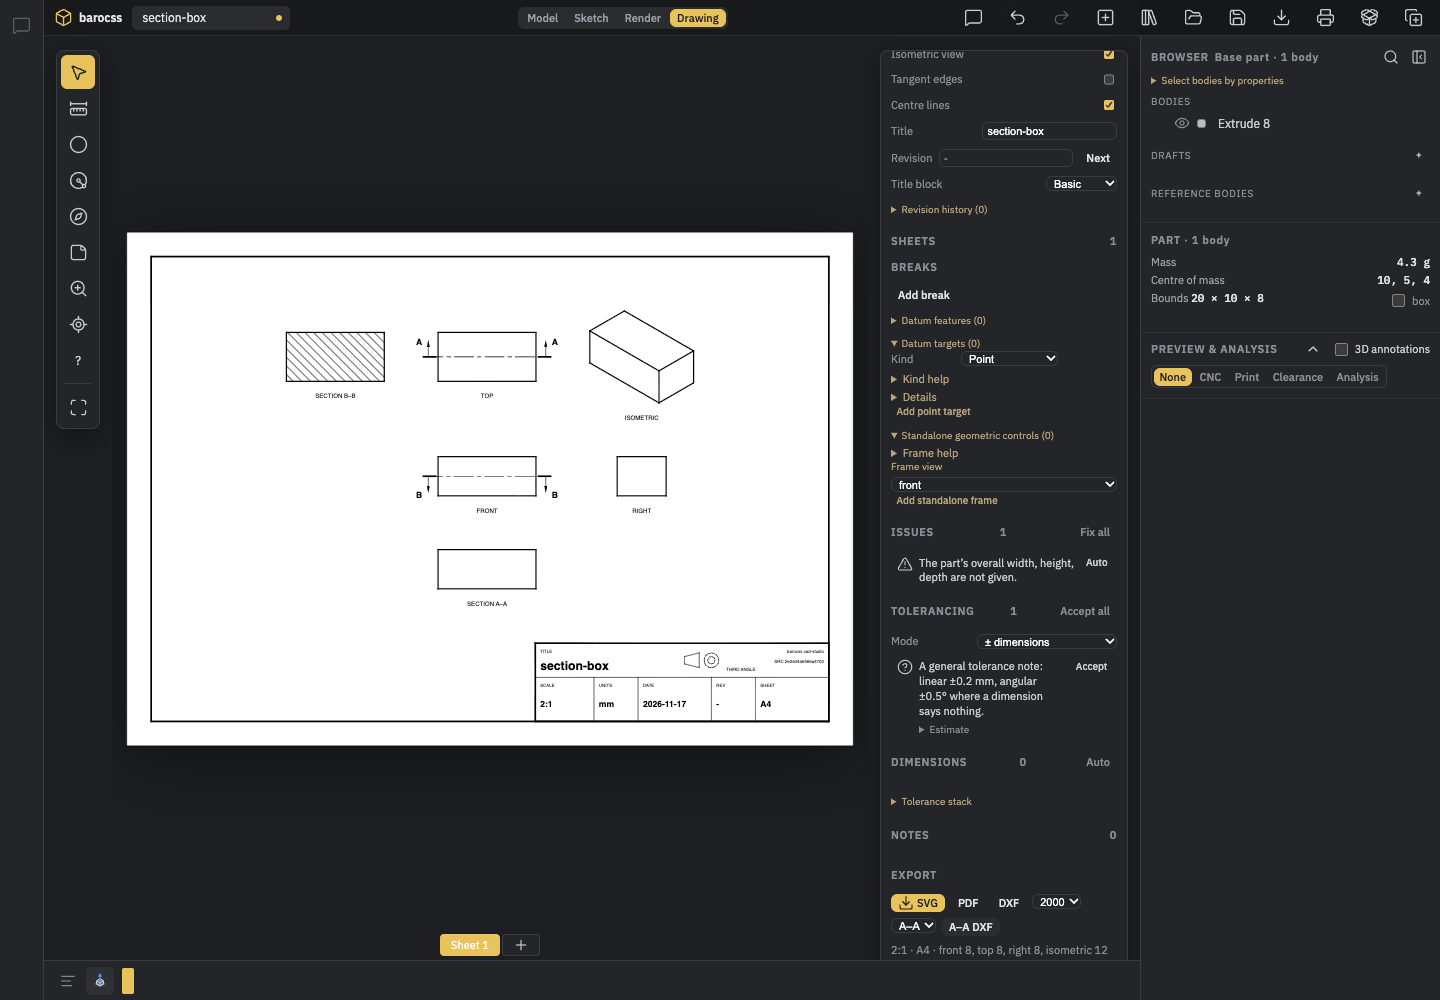 barocss
section-box
Model Sketch Render Drawing
Isometric view
Tangent edges
Centre lines
Title section-box
Revision - Next
Title block Basic
Revision history (0)
SHEETS 1
BREAKS
Add break
Datum features (0)
Datum targets (0)
Kind Point
Kind help
Details
Add point target
Standalone geometric controls (0)
Frame help
Frame view
front
Add standalone frame
ISSUES 1 Fix all
The part's overall width, height, Auto
depth are not given.
TOLERANCING 1 Accept all
Mode ± dimensions
A general tolerance note: Accept
linear ±0.2 mm, angular
±0.5° where a dimension
says nothing.
Estimate
DIMENSIONS 0 Auto
Tolerance stack
NOTES 0
EXPORT
SVG PDF DXF 2000
A–A A–A DXF
2:1 · A4 · front 8, top 8, right 8, isometric 12
BROWSER Base part · 1 body
Select bodies by properties
BODIES
Extrude 8
DRAFTS +
REFERENCE BODIES +
PART · 1 body
Mass 4.3 g
Centre of mass 10, 5, 4
Bounds 20 × 10 × 8 box
PREVIEW & ANALYSIS 3D annotations
None CNC Print Clearance Analysis
?
A A
SECTION B–B TOP
ISOMETRIC
B B
FRONT RIGHT
SECTION A–A
TITLE barocss cad-studio
section-box
THIRD ANGLE
SCALE UNITS DATE REV SHEET
2:1 mm 2026-11-17 - A4
Sheet 1 +